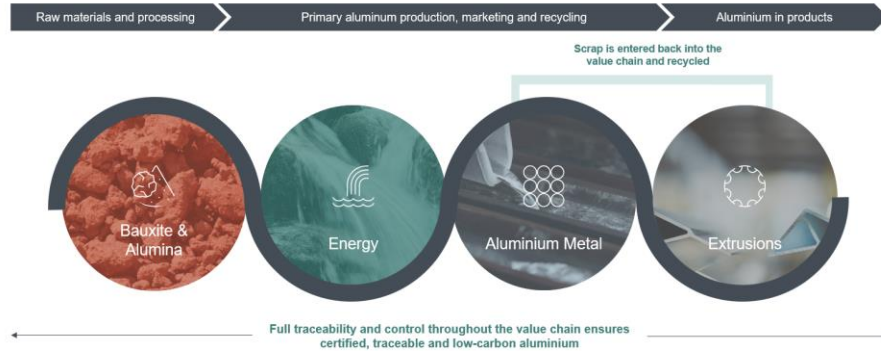 Raw materials and processing
Primary aluminum production, marketing and recycling
Aluminium in products
Scrap is entered back into the
value chain and recycled
Bauxite &
Alumina
Energy
Aluminium Metal
Extrusions
Full traceability and control throughout the value chain ensures
certified, traceable and low-carbon aluminium